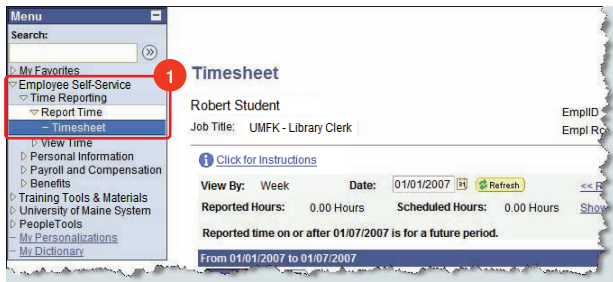 Menu
Search:
My Favorites
1
Employee Self-Service
Time Reporting
Report Time
– Timesheet
View Time
Personal Information
Payroll and Compensation
Benefits
Training Tools & Materials
University of Maine System
PeopleTools
– My Personalizations
– My Dictionary
Timesheet
Robert Student
EmplID
Job Title: UMFK - Library Clerk
Empl
Click for Instructions
View By: Week Date: 01/01/2007 Refresh <<
Reported Hours: 0.00 Hours Scheduled Hours: 0.00 Hours
Reported time on or after 01/07/2007 is for a future period.
From 01/01/2007 to 01/07/2007